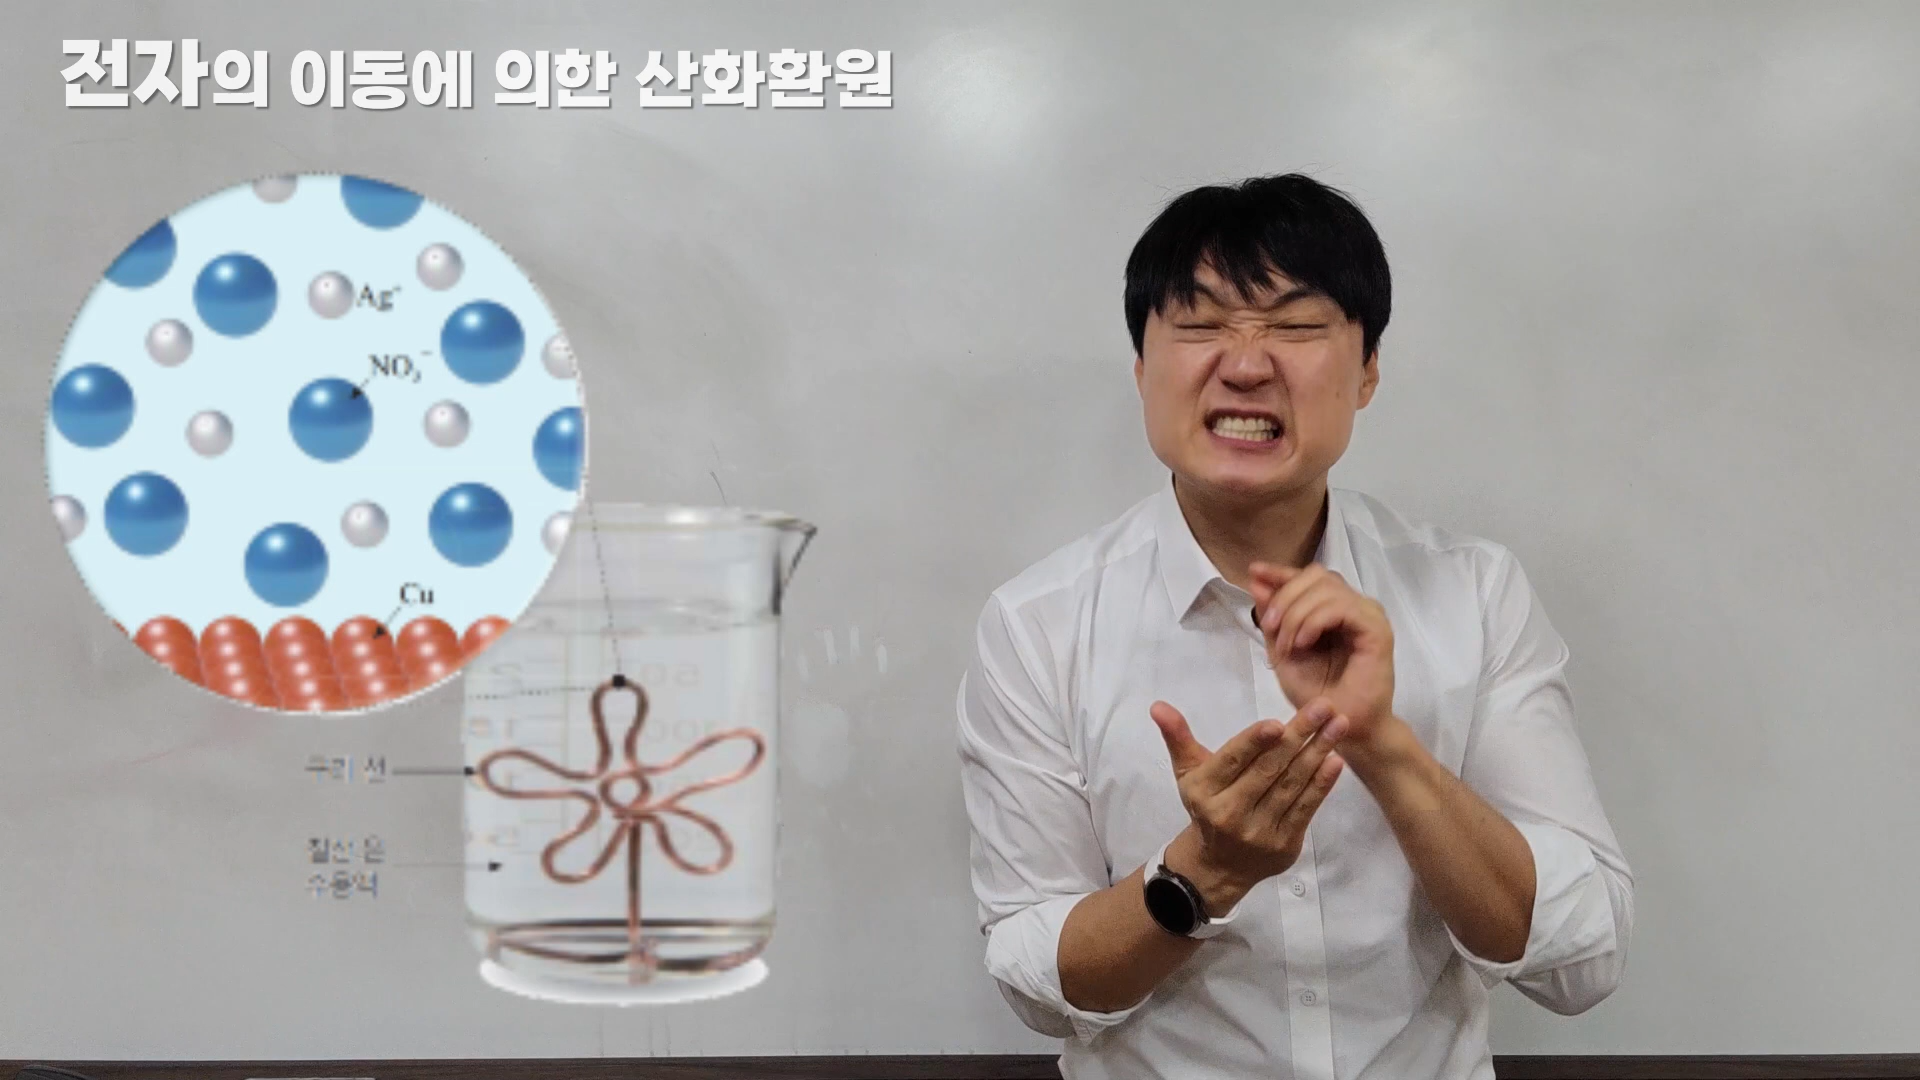 전자의 이동에 의한 산화환원
Ag⁺
NO₃⁻
Cu
구리 선
질산 은
수용액